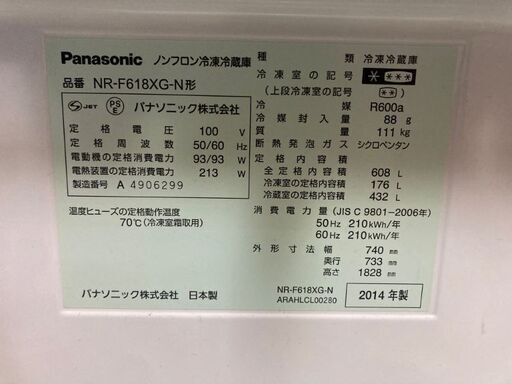 Panasonic ノンフロン冷凍冷蔵庫
品番 NR-F618XG-N形
S JET PS E パナソニック株式会社
定格電圧 100 V
定格周波数 50/60 Hz
電動機の定格消費電力 93/93 W
電熱装置の定格消費電力 213 W
製造番号 A 4906299
温度ヒューズの定格動作温度
70℃(冷凍室霜取用)
パナソニック株式会社 日本製
種類 冷凍冷蔵庫
冷凍室の記号 * ***
(上段冷凍室の記号 **)
冷媒 R600a
冷媒封入量 88 g
質量 111 kg
断熱発泡ガス シクロペンタン
定格内容積
全定格内容積 608 L
冷凍室の定格内容積 176 L
冷蔵室の定格内容積 432 L
消費電力量(JIS C 9801-2006年)
50Hz 210 kWh/年
60Hz 210 kWh/年
外形寸法 幅 740 mm
奥行 733 mm
高さ 1828 mm
NR-F618XG-N
ARAHLCL00280
2014年製